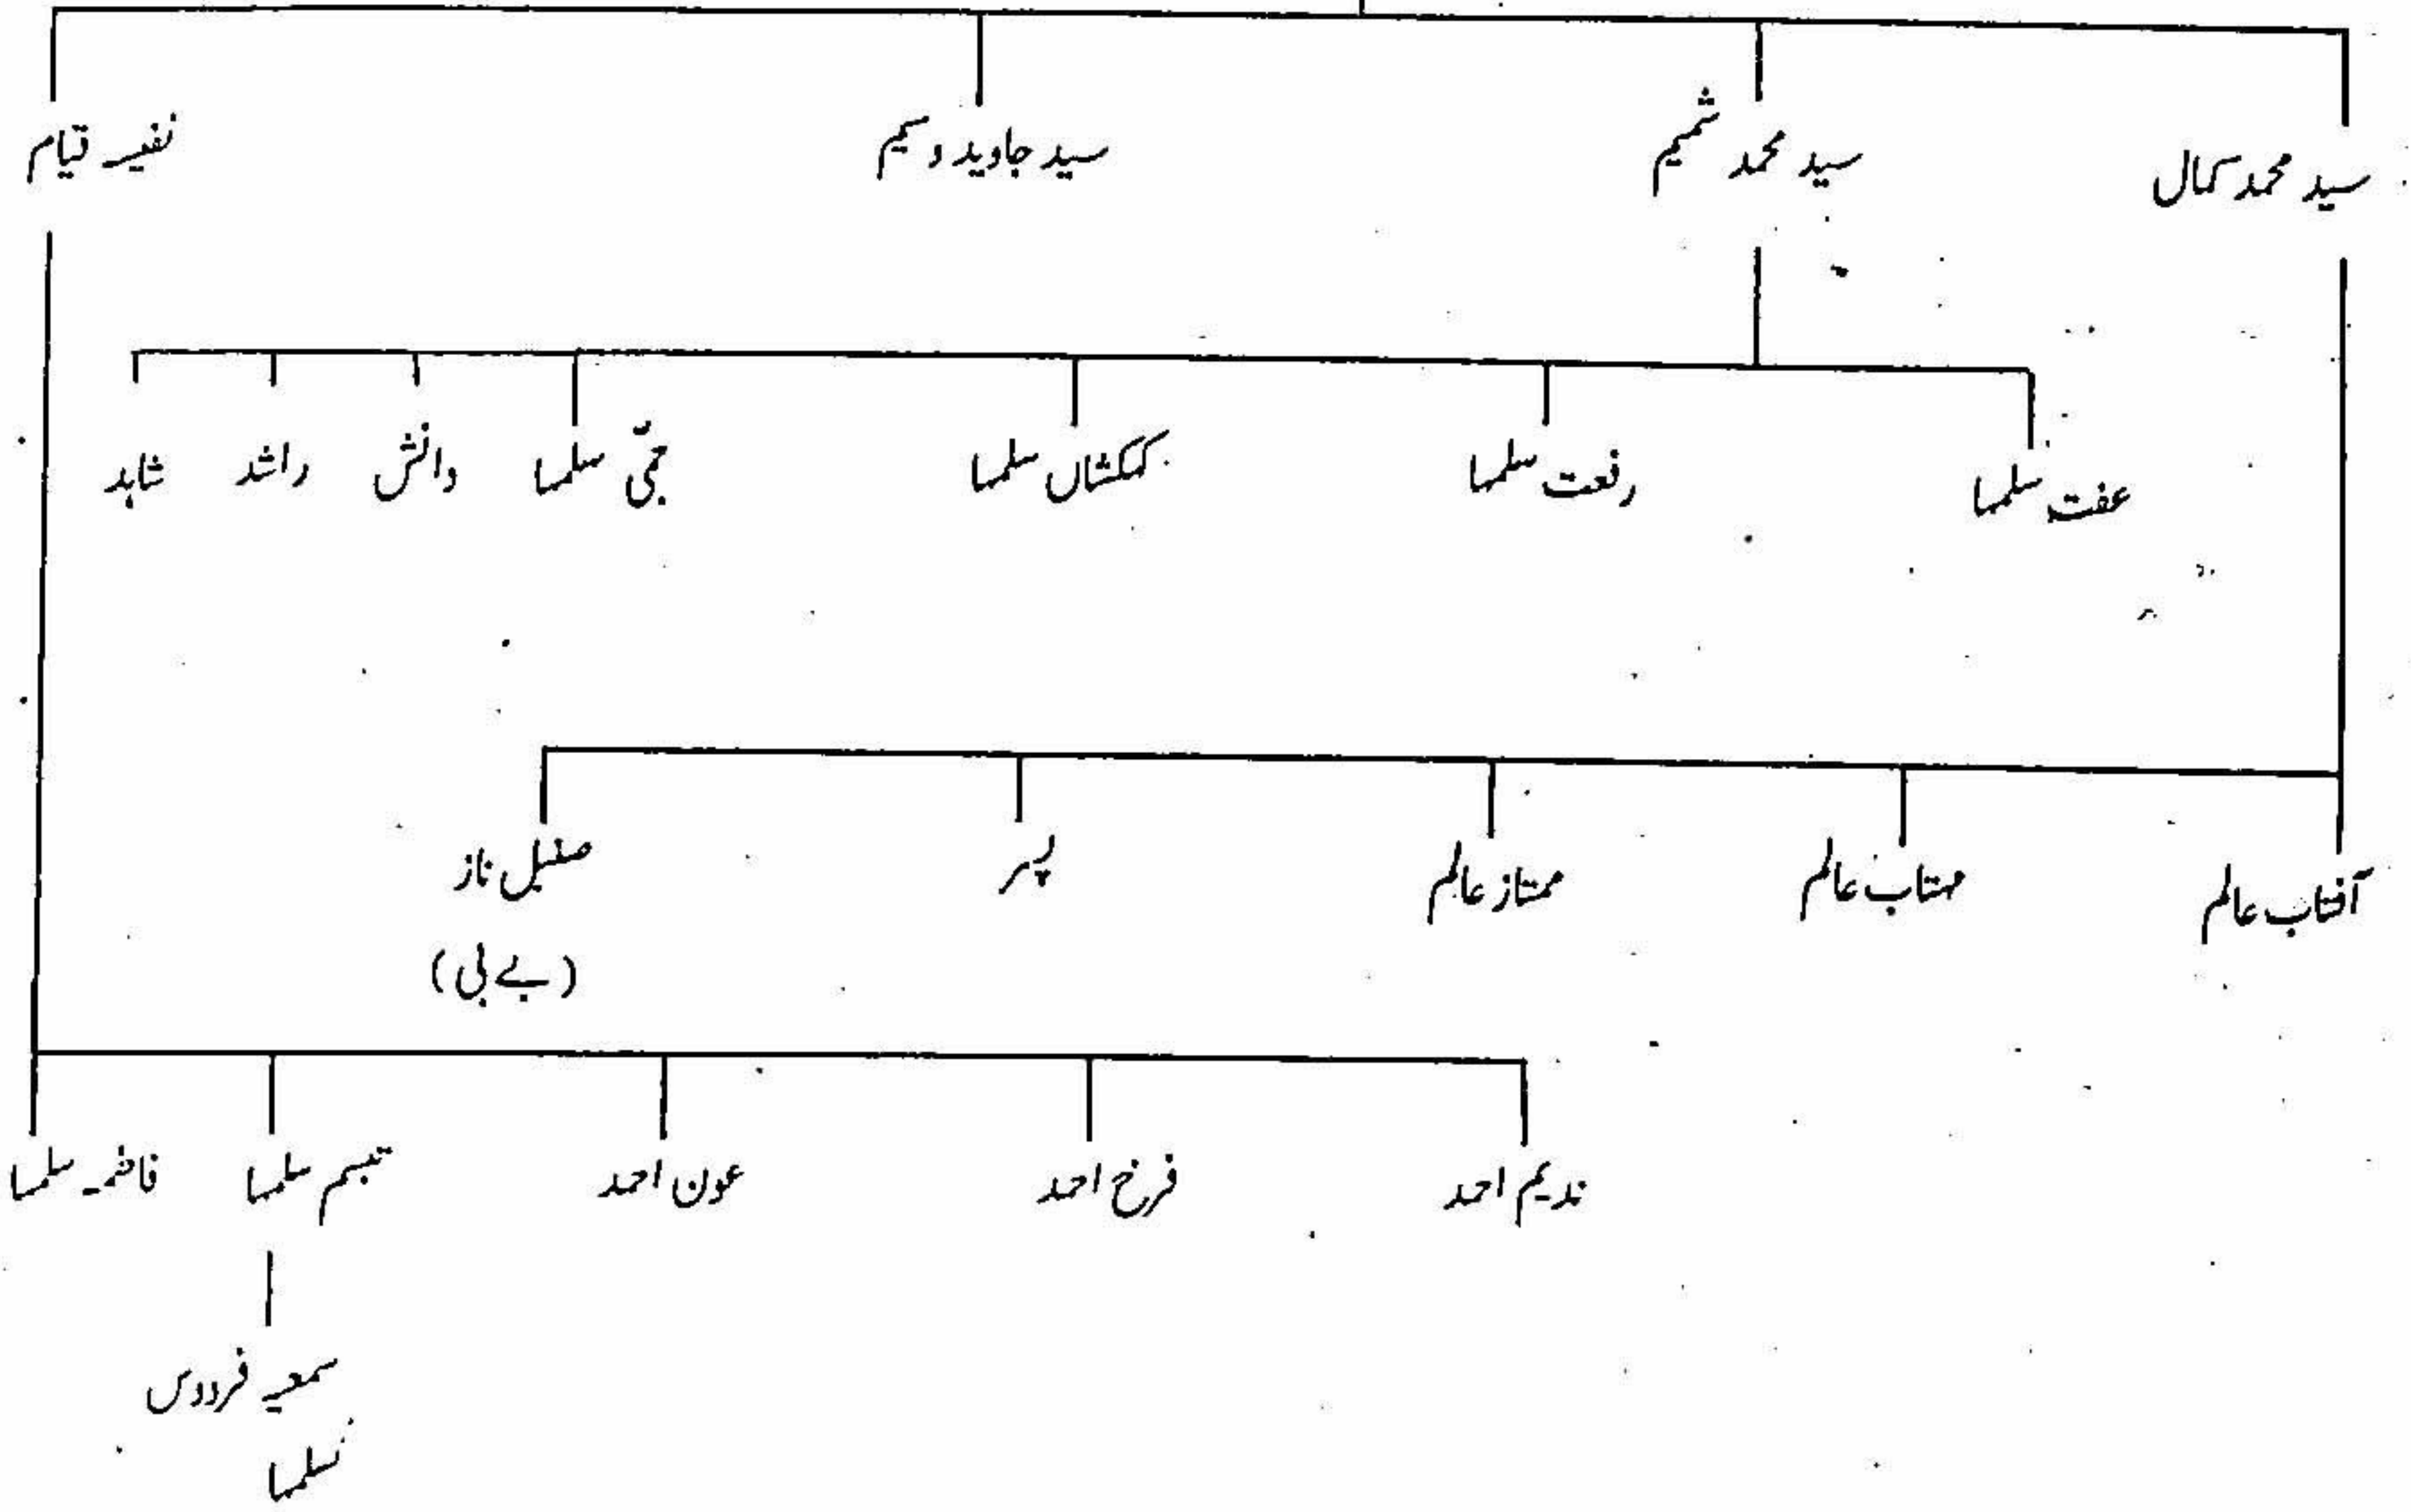 سید محمد کمال
سید محمد شمیم
سید جاوید وسیم
نفیسہ قیام
عفت سلمہا
رفعت سلمہا
کہکشاں سلمہا
سلمہا
دانش
راشد
شاہد
آفتاب عالم
مہتاب عالم
ممتاز عالم
پسر
ناز
(بے بی)
ندیم احمد
فرخ احمد
عون احمد
تبسم سلمہا
فاطمہ سلمہا
سمعیہ فردوس
سلمہا